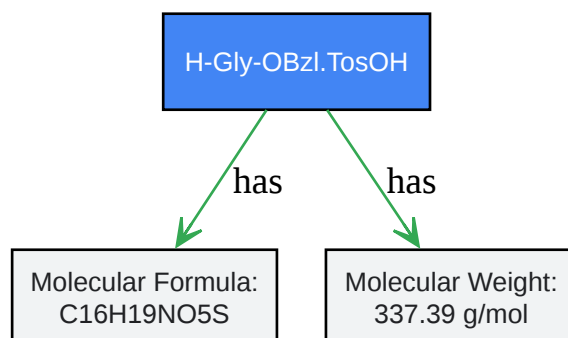 H-Gly-OBzl.TosOH
has
has
Molecular Formula:
C16H19NO5S
Molecular Weight:
337.39 g/mol